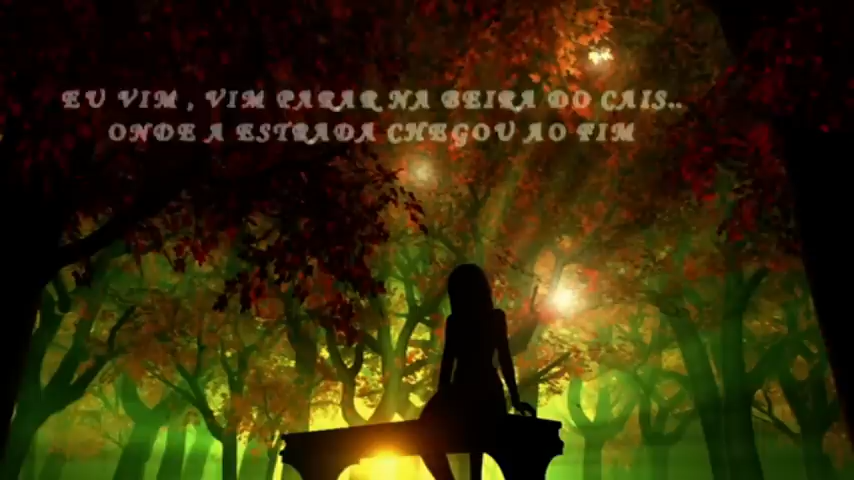 EU VIM , VIM PARAR NA BEIRA DO CAIS..
ONDE A ESTRADA CHEGOU AO FIM